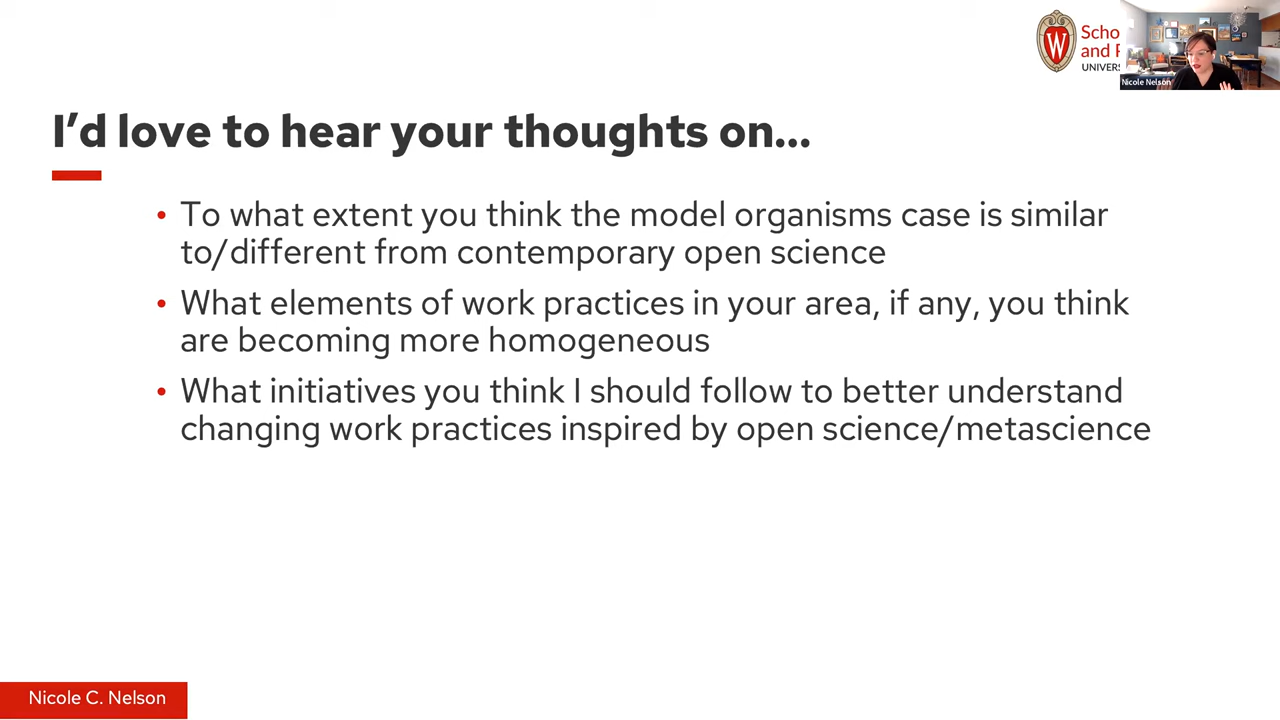 W
Scho
and
UNIVERS
Nicole Nelson
I’d love to hear your thoughts on...
• To what extent you think the model organisms case is similar
to/different from contemporary open science
• What elements of work practices in your area, if any, you think
are becoming more homogeneous
• What initiatives you think I should follow to better understand
changing work practices inspired by open science/metascience
Nicole C. Nelson